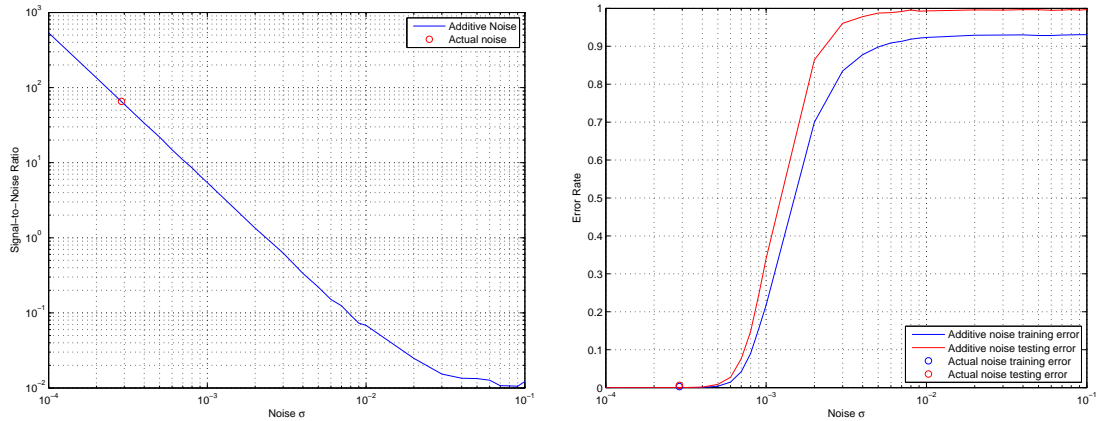 10^3
10^2
10^1
10^0
10^-1
10^-2
Signal-to-Noise Ratio
10^-4
10^-3
10^-2
10^-1
Noise σ
Additive Noise
Actual noise
1
0.9
0.8
0.7
0.6
0.5
0.4
0.3
0.2
0.1
0
Error Rate
10^-4
10^-3
10^-2
10^-1
Noise σ
Additive noise training error
Additive noise testing error
Actual noise training error
Actual noise testing error